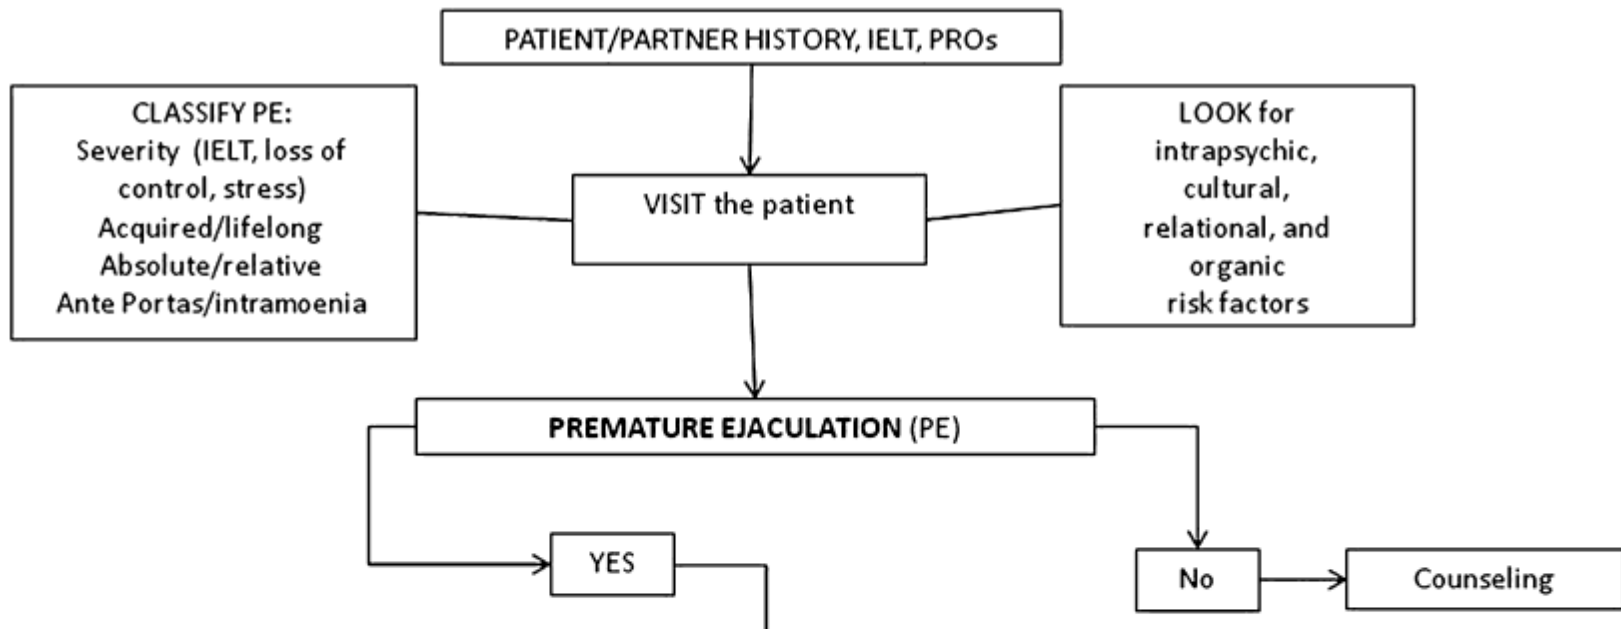 PATIENT/PARTNER HISTORY, IELT, PROs
CLASSIFY PE:
Severity (IELT, loss of
control, stress)
Acquired/lifelong
Absolute/relative
Ante Portas/intramoenia
VISIT the patient
LOOK for
intrapsychic,
cultural,
relational, and
organic
risk factors
PREMATURE EJACULATION (PE)
YES
No
Counseling